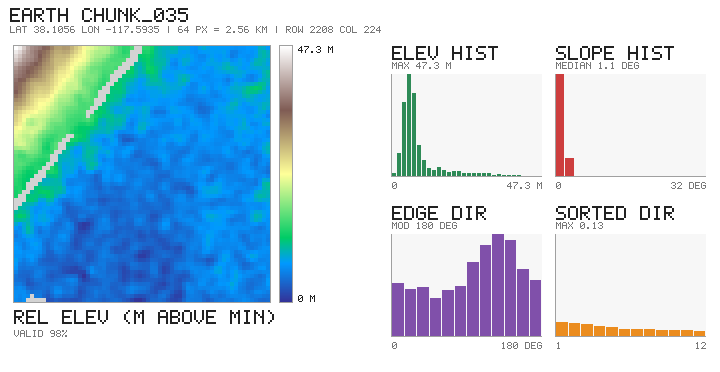 EARTH CHUNK_035
LAT 38.1056 LON -117.5935 | 64 PX = 2.56 KM | ROW 2208 COL 224
47.3 M
0 M
REL ELEV (M ABOVE MIN)
VALID 98%
ELEV HIST
MAX 47.3 M
0 47.3 M
SLOPE HIST
MEDIAN 1.1 DEG
0 32 DEG
EDGE DIR
MOD 180 DEG
0 180 DEG
SORTED DIR
MAX 0.13
1 12